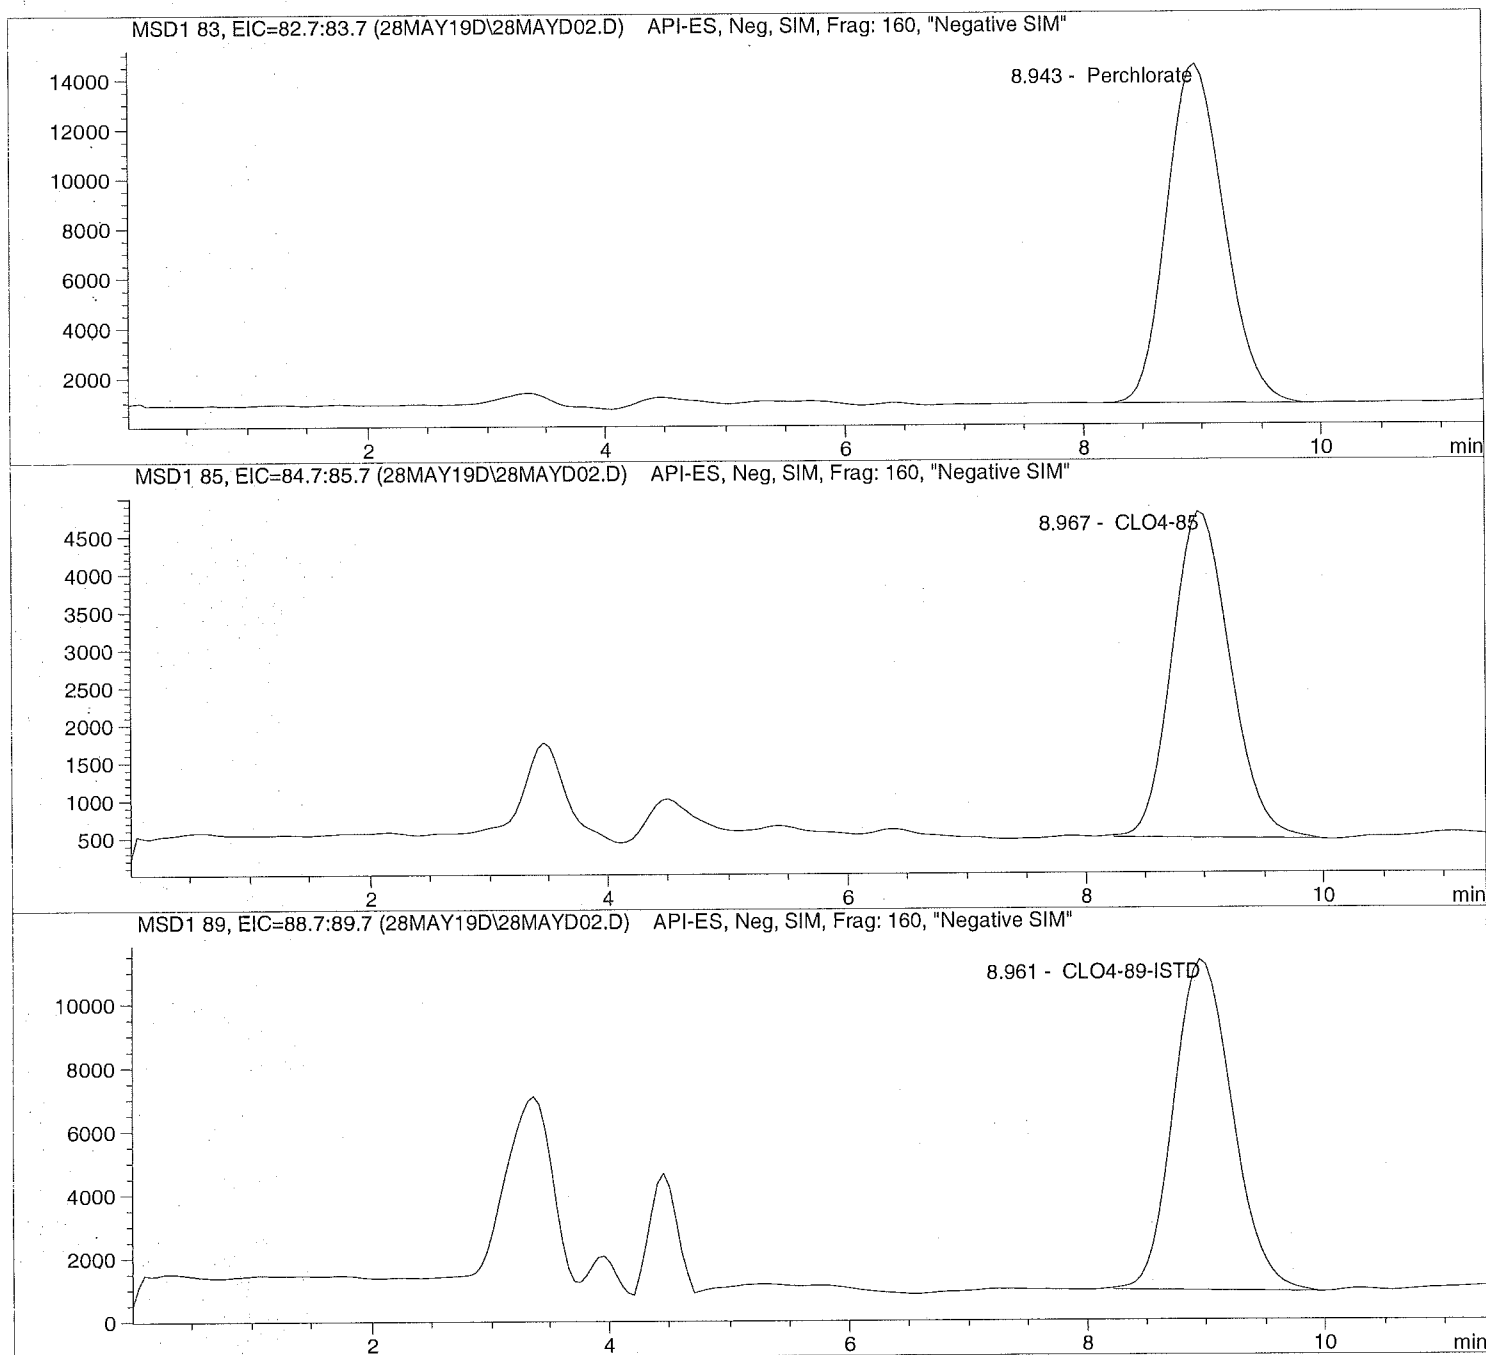 MSD1 83, EIC=82.7:83.7 (28MAY19D\28MAYD02.D) API-ES, Neg, SIM, Frag: 160, "Negative SIM"
8.943 - Perchlorate
14000
12000
10000
8000
6000
4000
2000
2 4 6 8 10 min
MSD1 85, EIC=84.7:85.7 (28MAY19D\28MAYD02.D) API-ES, Neg, SIM, Frag: 160, "Negative SIM"
8.967 - CLO4-85
4500
4000
3500
3000
2500
2000
1500
1000
500
2 4 6 8 10 min
MSD1 89, EIC=88.7:89.7 (28MAY19D\28MAYD02.D) API-ES, Neg, SIM, Frag: 160, "Negative SIM"
8.961 - CLO4-89-ISTD
10000
8000
6000
4000
2000
0
2 4 6 8 10 min